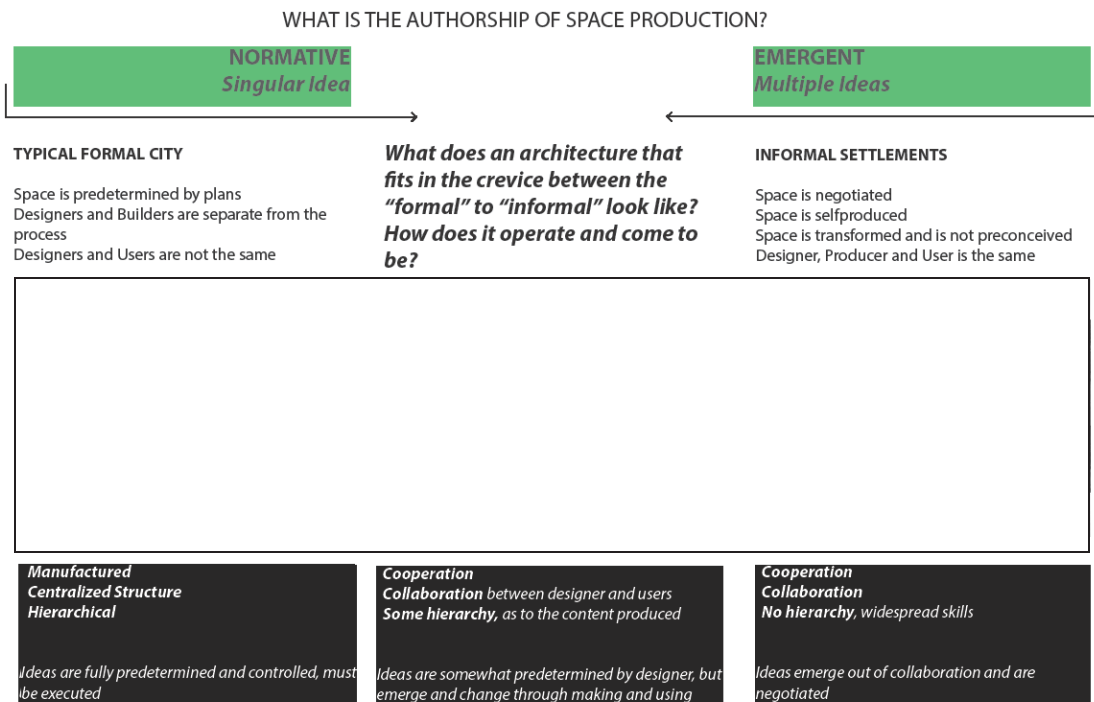 WHAT IS THE AUTHORSHIP OF SPACE PRODUCTION?
NORMATIVE
Singular Idea
EMERGENT
Multiple Ideas
TYPICAL FORMAL CITY
Space is predetermined by plans
Designers and Builders are separate from the
process
Designers and Users are not the same
What does an architecture that
fits in the crevice between the
“formal” to “informal” look like?
How does it operate and come to
be?
INFORMAL SETTLEMENTS
Space is negotiated
Space is selfproduced
Space is transformed and is not preconceived
Designer, Producer and User is the same
Manufactured
Centralized Structure
Hierarchical
Ideas are fully predetermined and controlled, must
be executed
Cooperation
Collaboration between designer and users
Some hierarchy, as to the content produced
Ideas are somewhat predetermined by designer, but
emerge and change through making and using
Cooperation
Collaboration
No hierarchy, widespread skills
Ideas emerge out of collaboration and are
negotiated